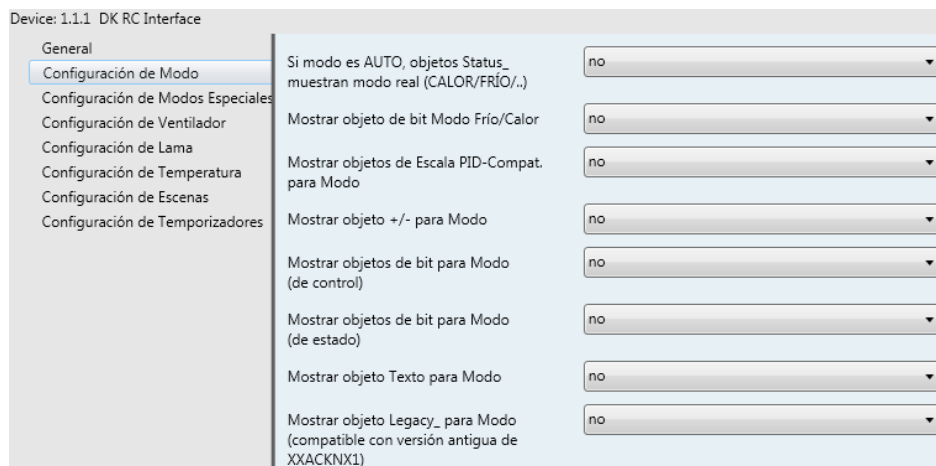 Device: 1.1.1 DK RC Interface
General
Configuración de Modo
Configuración de Modos Especiales
Configuración de Ventilador
Configuración de Lama
Configuración de Temperatura
Configuración de Escenas
Configuración de Temporizadores
Si modo es AUTO, objetos Status_
muestran modo real (CALOR/FRÍO/..)
no
Mostrar objeto de bit Modo Frío/Calor
no
Mostrar objetos de Escala PID-Compat.
para Modo
no
Mostrar objeto +/- para Modo
no
Mostrar objetos de bit para Modo
(de control)
no
Mostrar objetos de bit para Modo
(de estado)
no
Mostrar objeto Texto para Modo
no
Mostrar objeto Legacy_ para Modo
(compatible con versión antigua de
XXACKNX1)
no